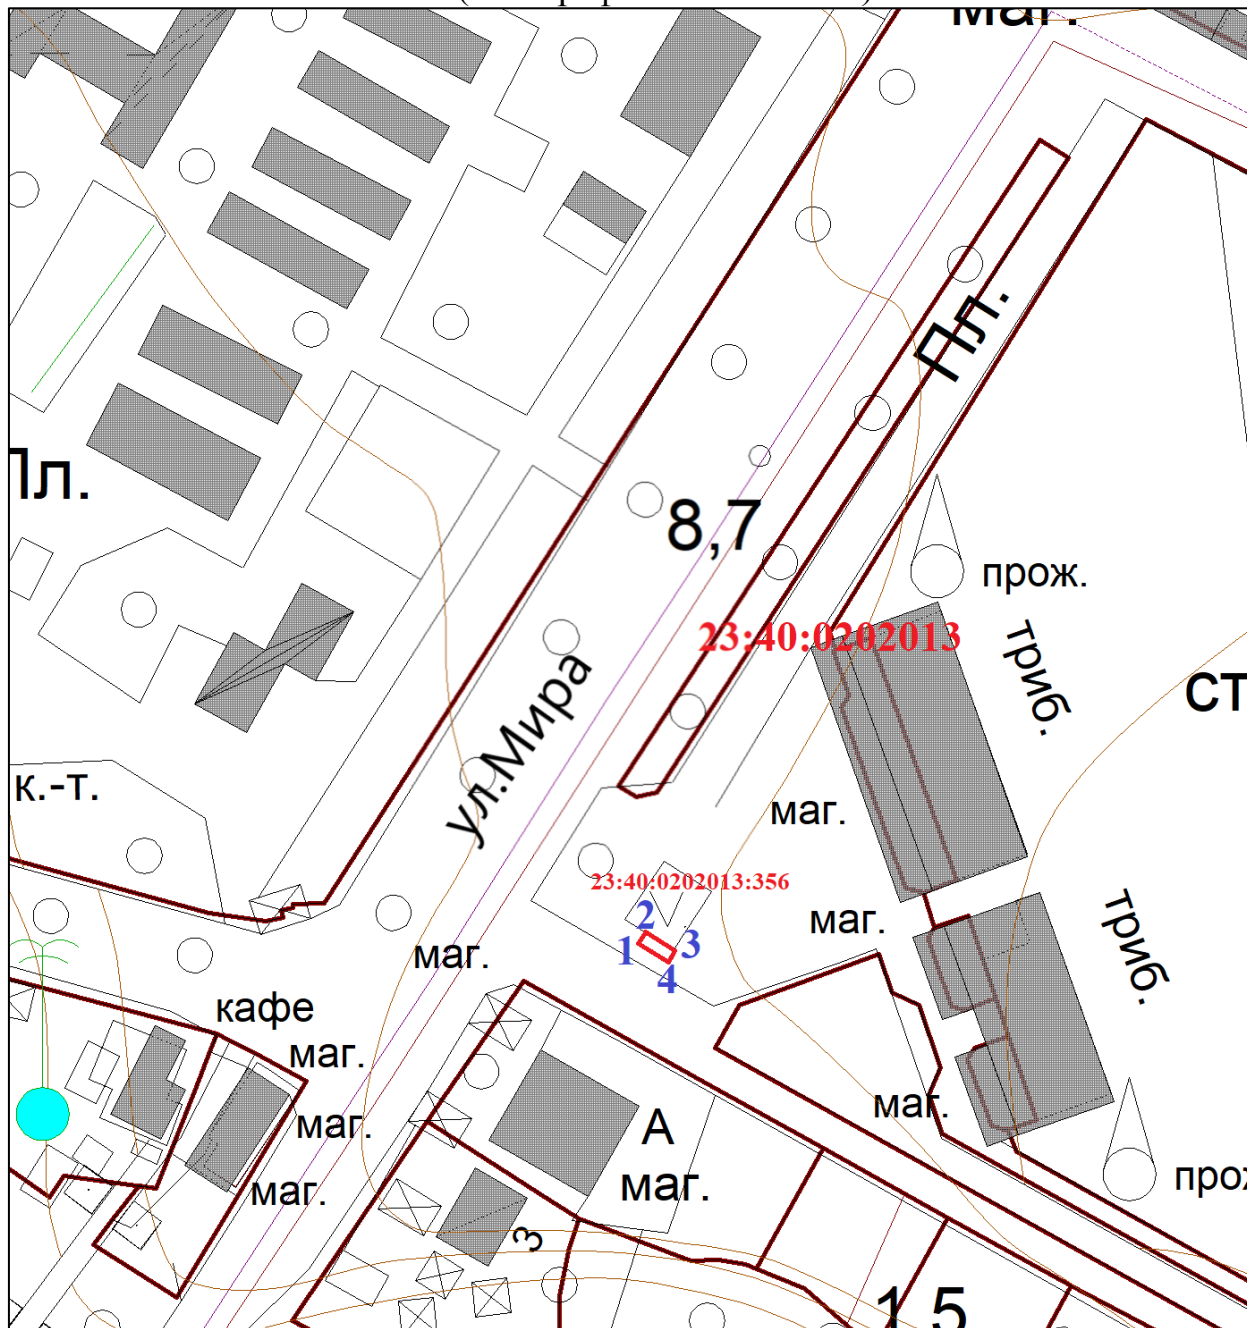 маг.
Пл.
Пл.
8,7
прож.
23:40:0202013
триб.
ст
ул.Мира
к.-т.
маг.
23:40:0202013:356
2
1
3
4
маг.
маг.
триб.
кафе
маг.
маг.
маг.
маг.
А
маг.
прож
3
1,5